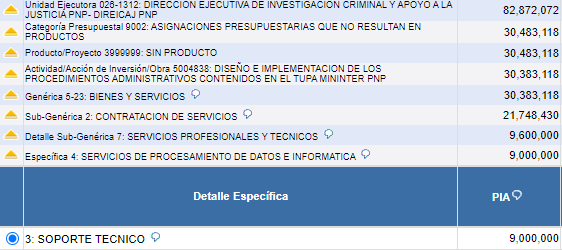 Unidad Ejecutora 026-1312: DIRECCION EJECUTIVA DE INVESTIGACION CRIMINAL Y APOYO A LA
JUSTICIA PNP- DIREICAJ PNP 82,872,072
Categoría Presupuestal 9002: ASIGNACIONES PRESUPUESTARIAS QUE NO RESULTAN EN
PRODUCTOS 30,483,118
Producto/Proyecto 3999999: SIN PRODUCTO 30,483,118
Actividad/Acción de Inversión/Obra 5004838: DISEÑO E IMPLEMENTACION DE LOS
PROCEDIMIENTOS ADMINISTRATIVOS CONTENIDOS EN EL TUPA MININTER PNP 30,383,118
Genérica 5-23: BIENES Y SERVICIOS 30,383,118
Sub-Genérica 2: CONTRATACION DE SERVICIOS 21,748,430
Detalle Sub-Genérica 7: SERVICIOS PROFESIONALES Y TECNICOS 9,600,000
Específica 4: SERVICIOS DE PROCESAMIENTO DE DATOS E INFORMATICA 9,000,000
Detalle Específica PIA
3: SOPORTE TECNICO 9,000,000